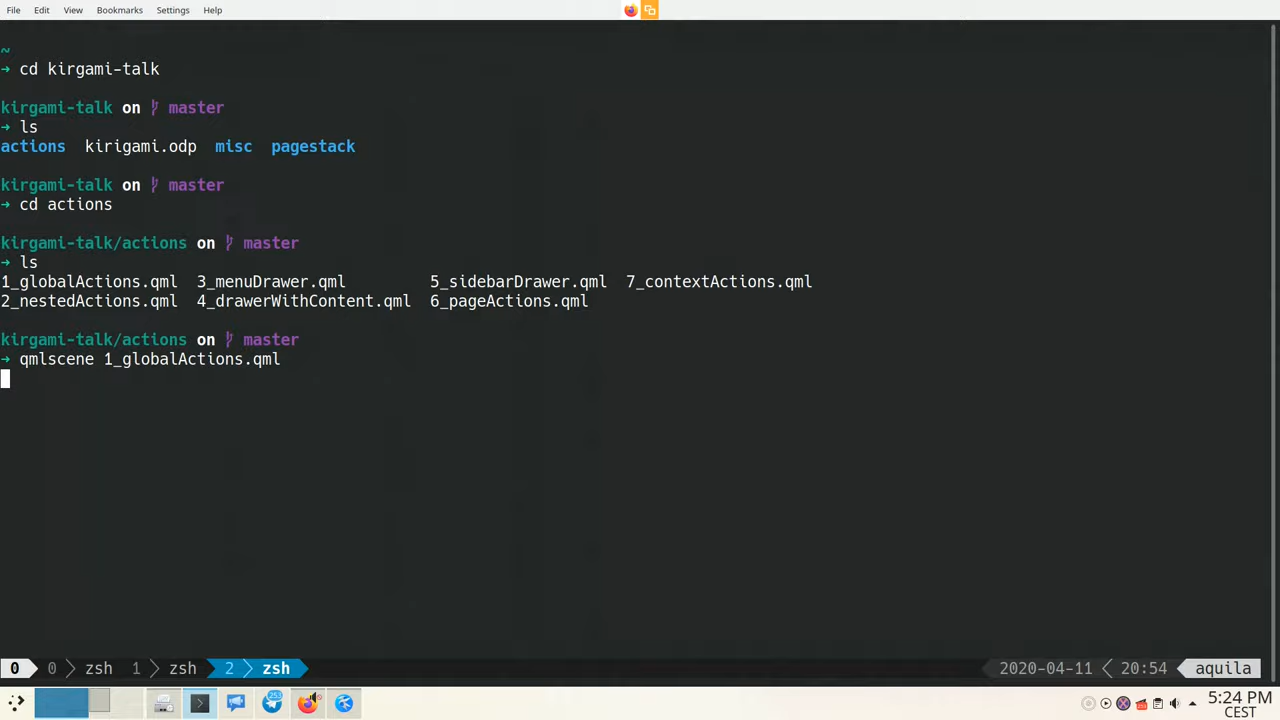 File Edit View Bookmarks Settings Help
~
→ cd kirgami-talk
kirgami-talk on master
→ ls
actions kirigami.odp misc pagestack
kirgami-talk on master
→ cd actions
kirgami-talk/actions on master
→ ls
1_globalActions.qml 3_menuDrawer.qml 5_sidebarDrawer.qml 7_contextActions.qml
2_nestedActions.qml 4_drawerWithContent.qml 6_pageActions.qml
kirgami-talk/actions on master
→ qmlscene 1_globalActions.qml
0 0 zsh 1 zsh 2 zsh 2020-04-11 20:54 aquila
253
5:24 PM
CEST